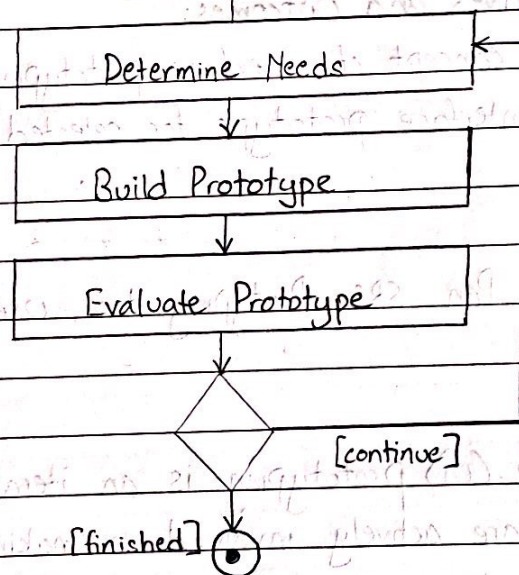 Determine Needs
Build Prototype
Evaluate Prototype
[continue]
[finished]